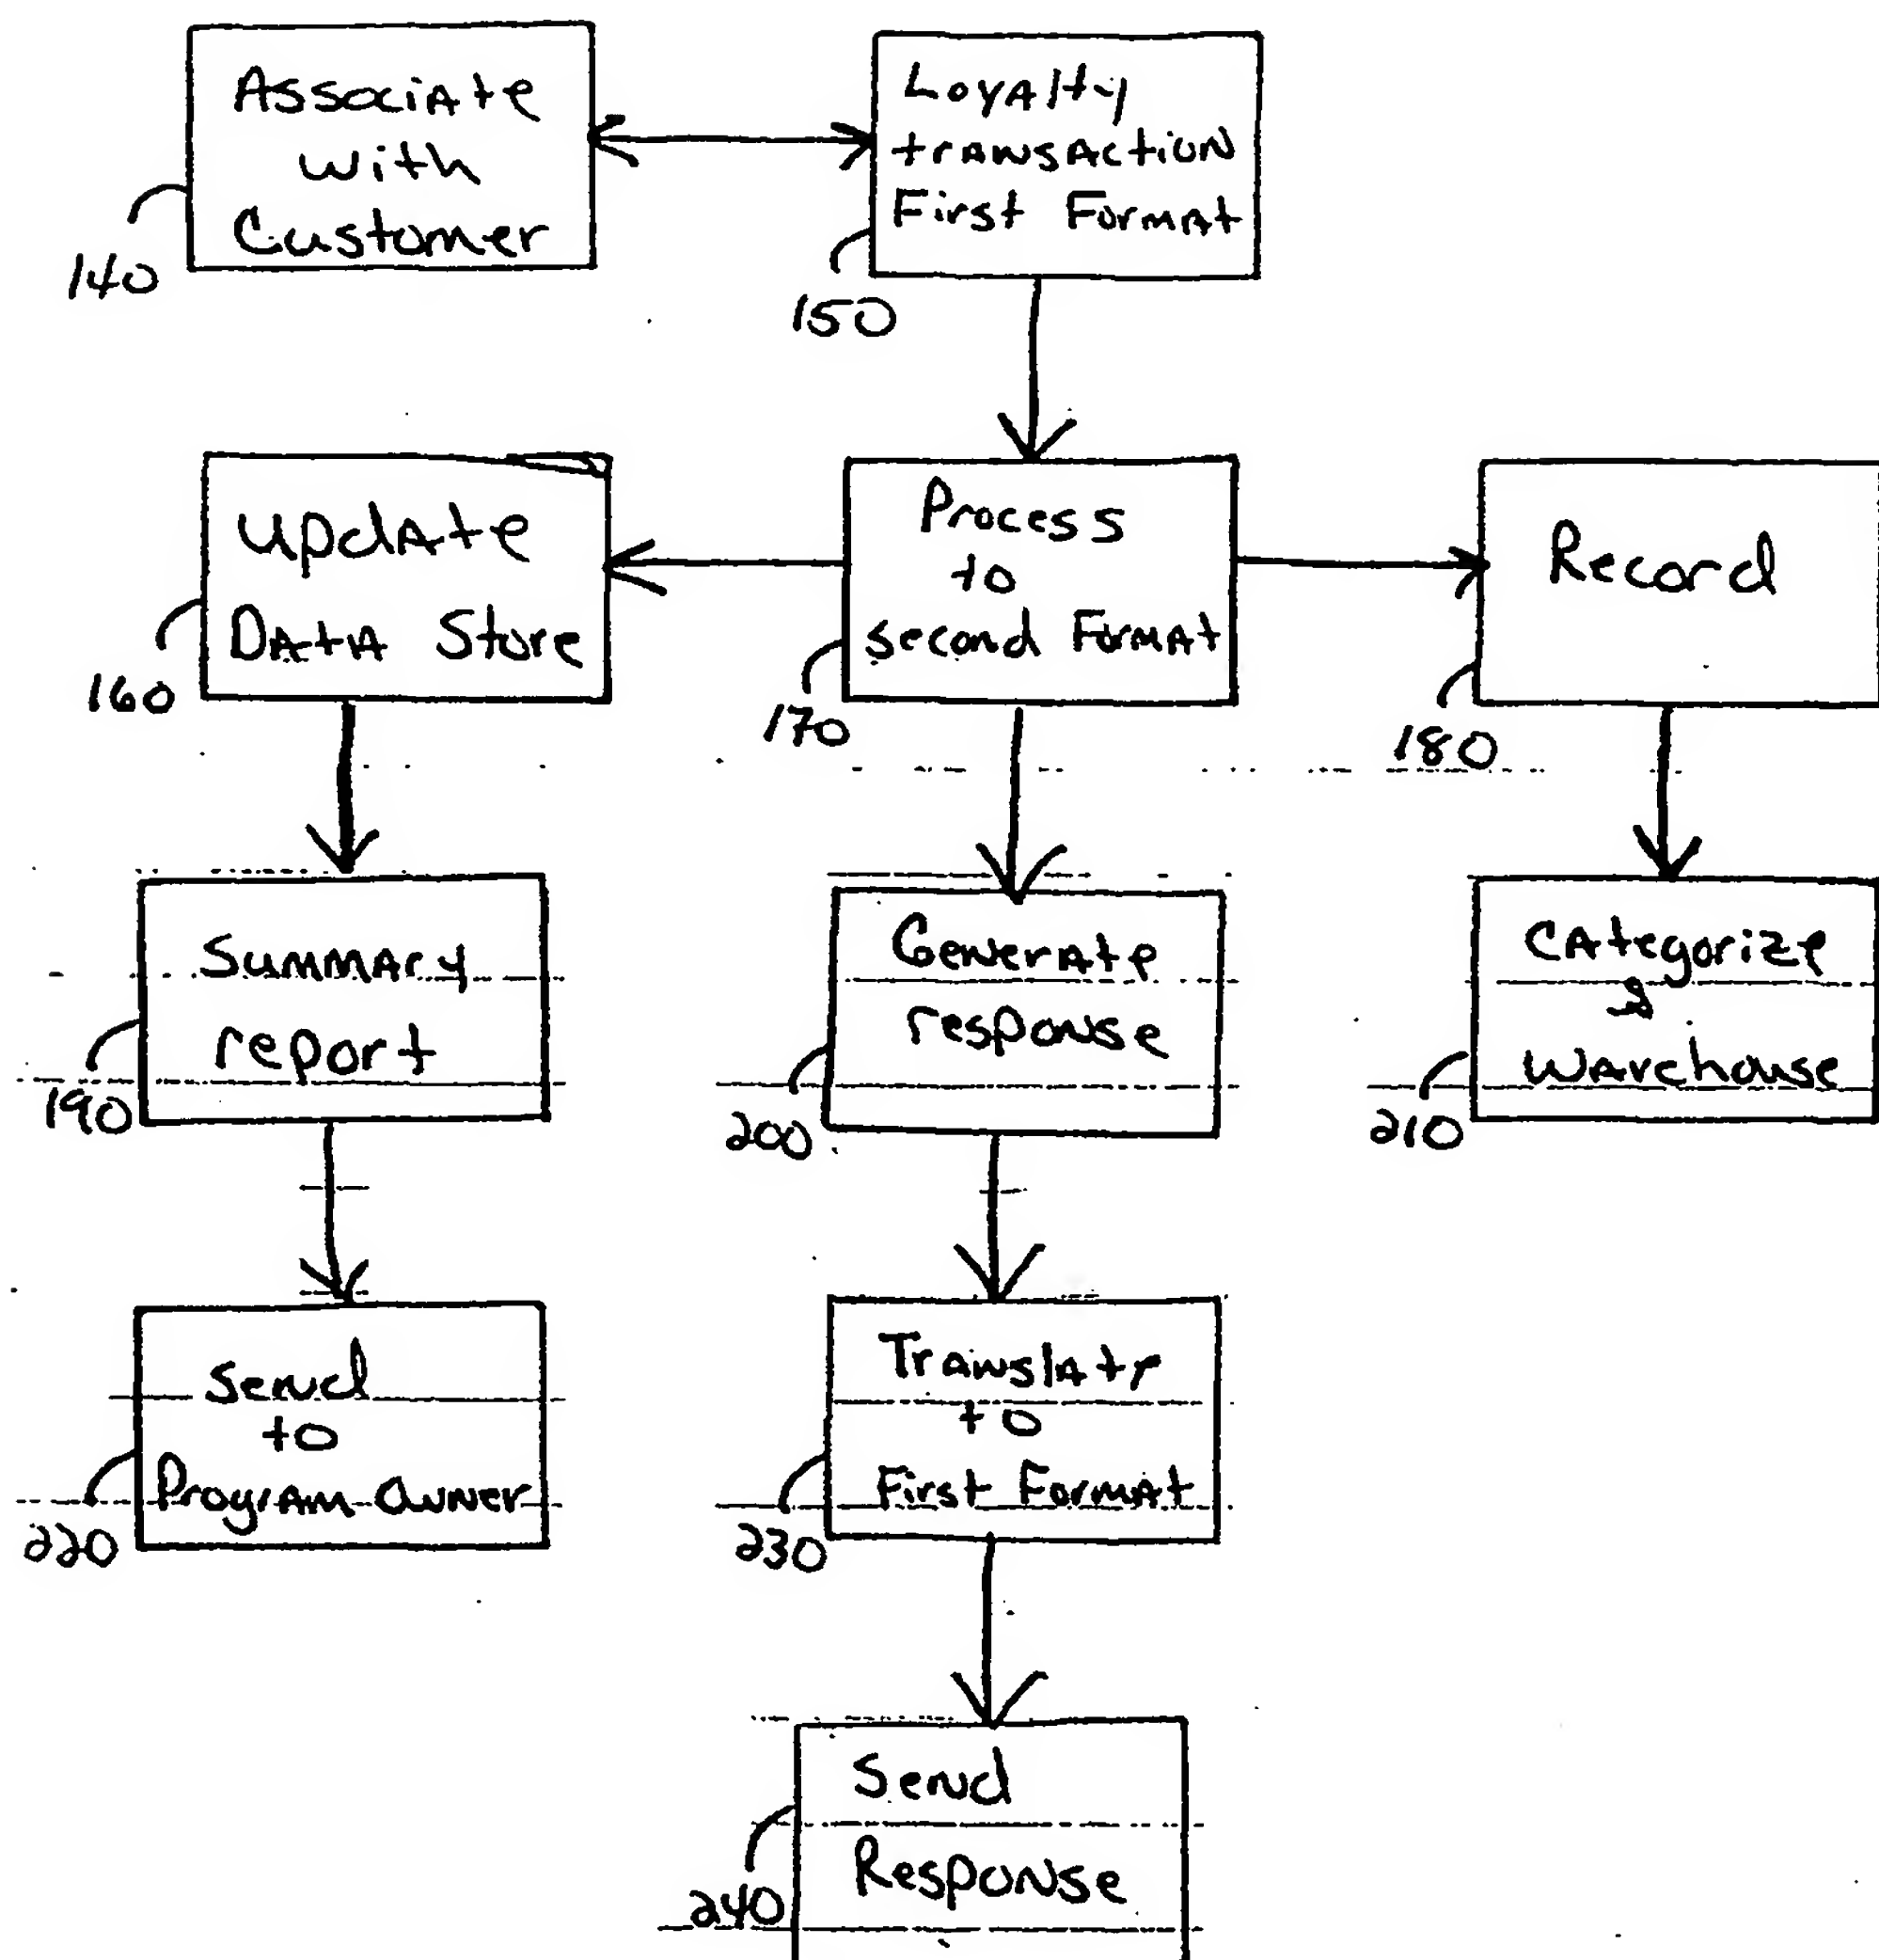 Associate
with
Customer
140
Loyalty
transaction
First Format
150
update
Data Store
160
Process
to
second Format
170
Record
180
Summary
report
190
Generate
response
200
Categorize
&
warehouse
210
Send
to
Program Owner
220
Translate
to
First Format
230
Send
Response
240